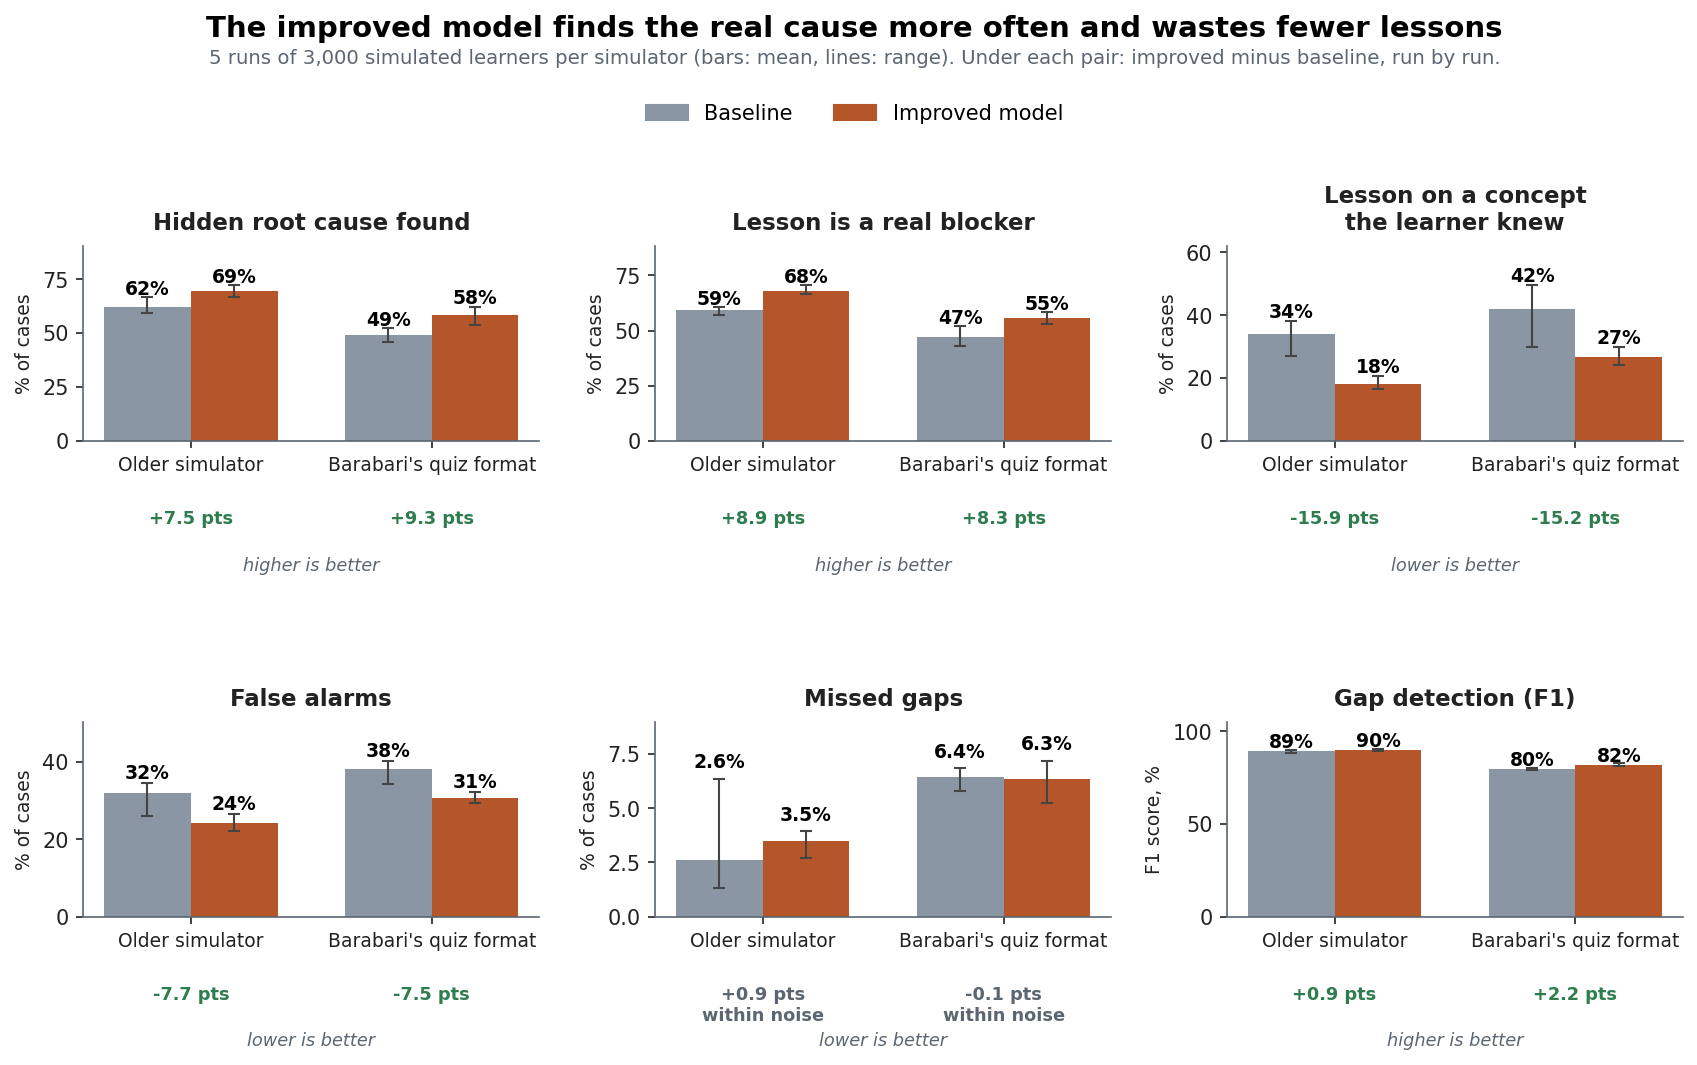 The improved model finds the real cause more often and wastes fewer lessons
5 runs of 3,000 simulated learners per simulator (bars: mean, lines: range). Under each pair: improved minus baseline, run by run.
Baseline
Improved model
Hidden root cause found
% of cases
75
50
25
0
62%
69%
49%
58%
Older simulator
Barabari's quiz format
+7.5 pts
+9.3 pts
higher is better
Lesson is a real blocker
% of cases
75
50
25
0
59%
68%
47%
55%
Older simulator
Barabari's quiz format
+8.9 pts
+8.3 pts
higher is better
Lesson on a concept
the learner knew
% of cases
60
40
20
0
34%
18%
42%
27%
Older simulator
Barabari's quiz format
-15.9 pts
-15.2 pts
lower is better
False alarms
% of cases
40
20
0
32%
24%
38%
31%
Older simulator
Barabari's quiz format
-7.7 pts
-7.5 pts
lower is better
Missed gaps
% of cases
7.5
5.0
2.5
0.0
2.6%
3.5%
6.4%
6.3%
Older simulator
Barabari's quiz format
+0.9 pts
within noise
-0.1 pts
within noise
lower is better
Gap detection (F1)
F1 score, %
100
50
0
89%
90%
80%
82%
Older simulator
Barabari's quiz format
+0.9 pts
+2.2 pts
higher is better